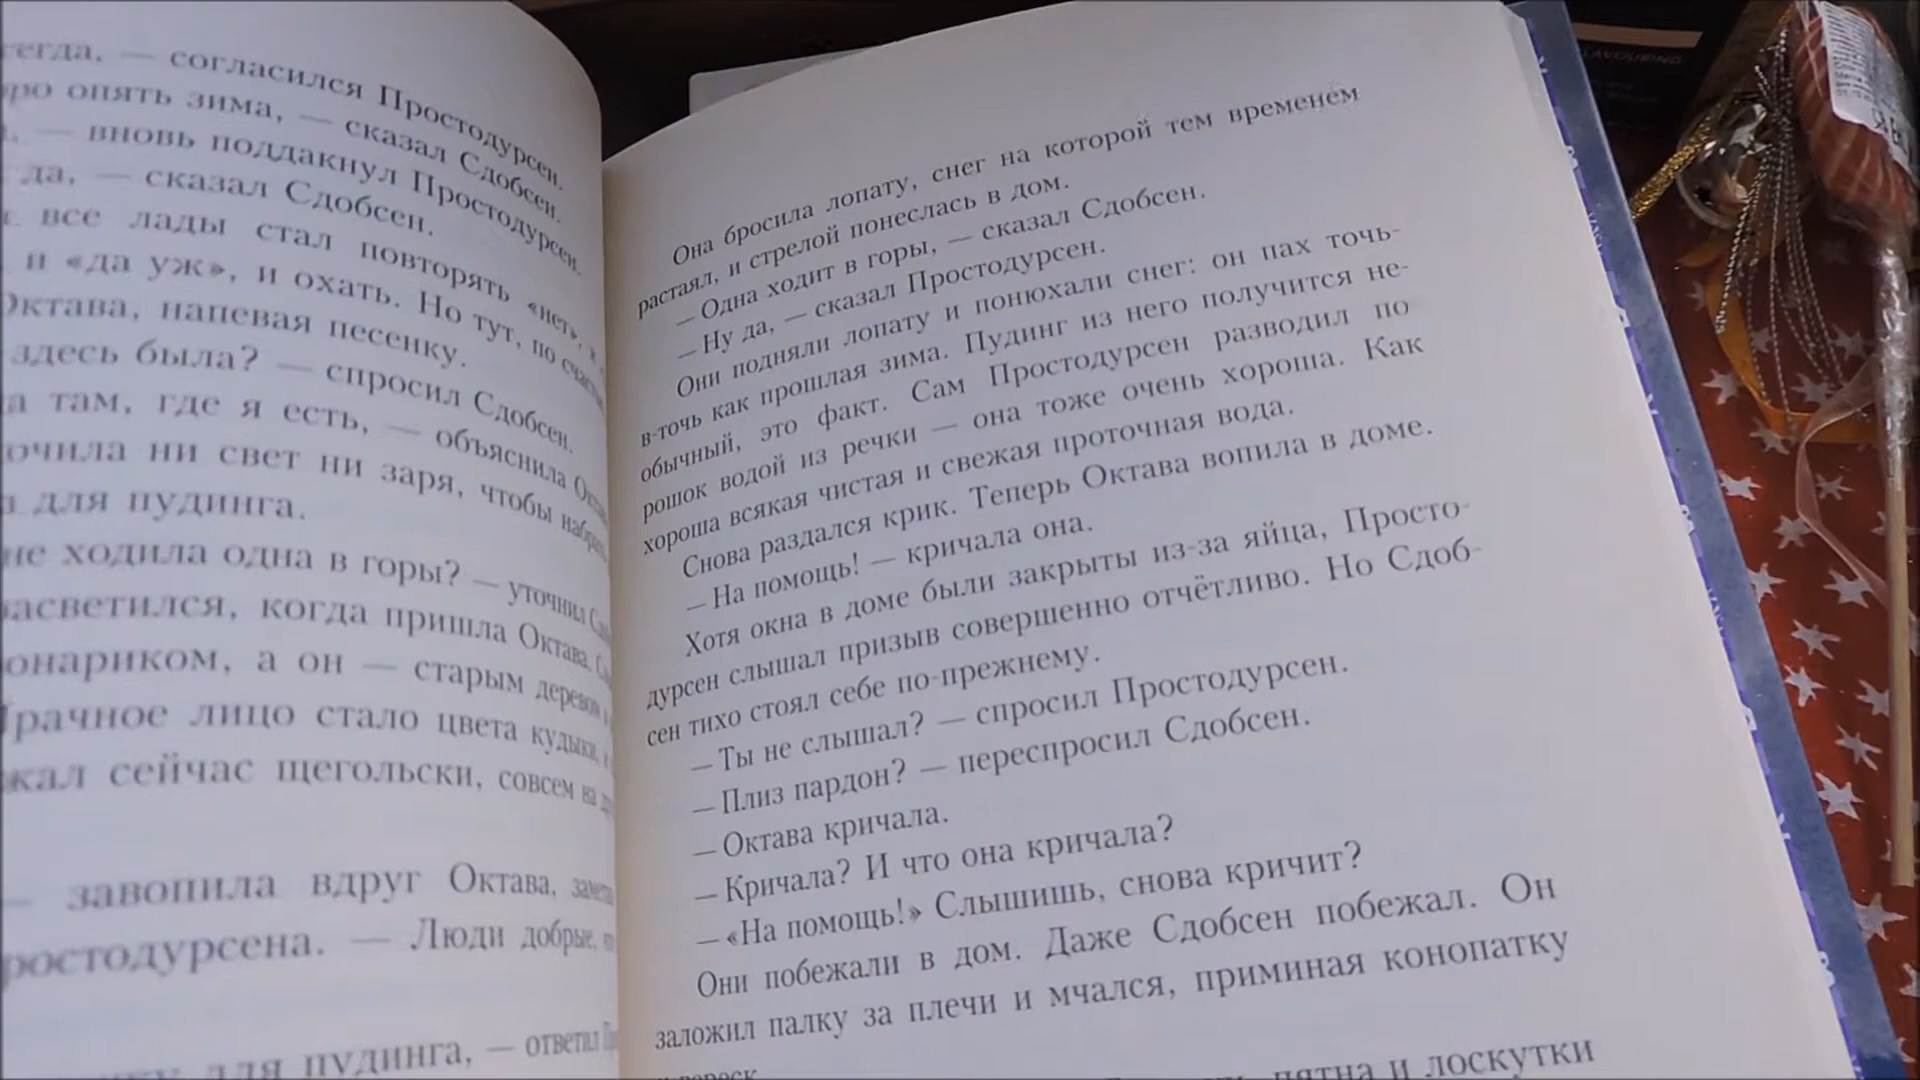 — согласился Простодурсен.
опять зима, — сказал Сдобсен.
— вновь поддакнул Простодурсен.
да, — сказал Сдобсен.
все лады стал повторять «нет»,
и «да уж», и охать. Но тут, по
Октава, напевая песенку.
здесь была? — спросил Сдобсен.
там, где я есть, — объяснила
ни свет ни заря, чтобы
для пудинга.
не ходила одна в горы? — уточнил
когда пришла Октава.
а он — старым
Мрачное лицо стало цвета
сейчас щегольски, совсем на
— завопила вдруг Октава,
— Люди добрые,
для пудинга, — ответил
Она бросила лопату, снег на которой тем временем
растаял, и стрелой понеслась в дом.
— Одна ходит в горы, — сказал Сдобсен.
— Ну да, — сказал Простодурсен.
Они подняли лопату и понюхали снег: он пах точь-
в-точь как прошлая зима. Пудинг из него получится не-
обычный, это факт. Сам Простодурсен разводил по
рошок водой из речки — она тоже очень хороша. Как
хороша всякая чистая и свежая проточная вода.
Снова раздался крик. Теперь Октава вопила в доме.
— На помощь! — кричала она.
Хотя окна в доме были закрыты из-за яйца, Просто-
дурсен слышал призыв совершенно отчётливо. Но Сдоб-
сен тихо стоял себе по-прежнему.
— Ты не слышал? — спросил Простодурсен.
— Плиз пардон? — переспросил Сдобсен.
— Октава кричала.
— Кричала? И что она кричала?
— «На помощь!» Слышишь, снова кричит?
Они побежали в дом. Даже Сдобсен побежал. Он
заложил палку за плечи и мчался, приминая конопатку
пятна и лоскутки